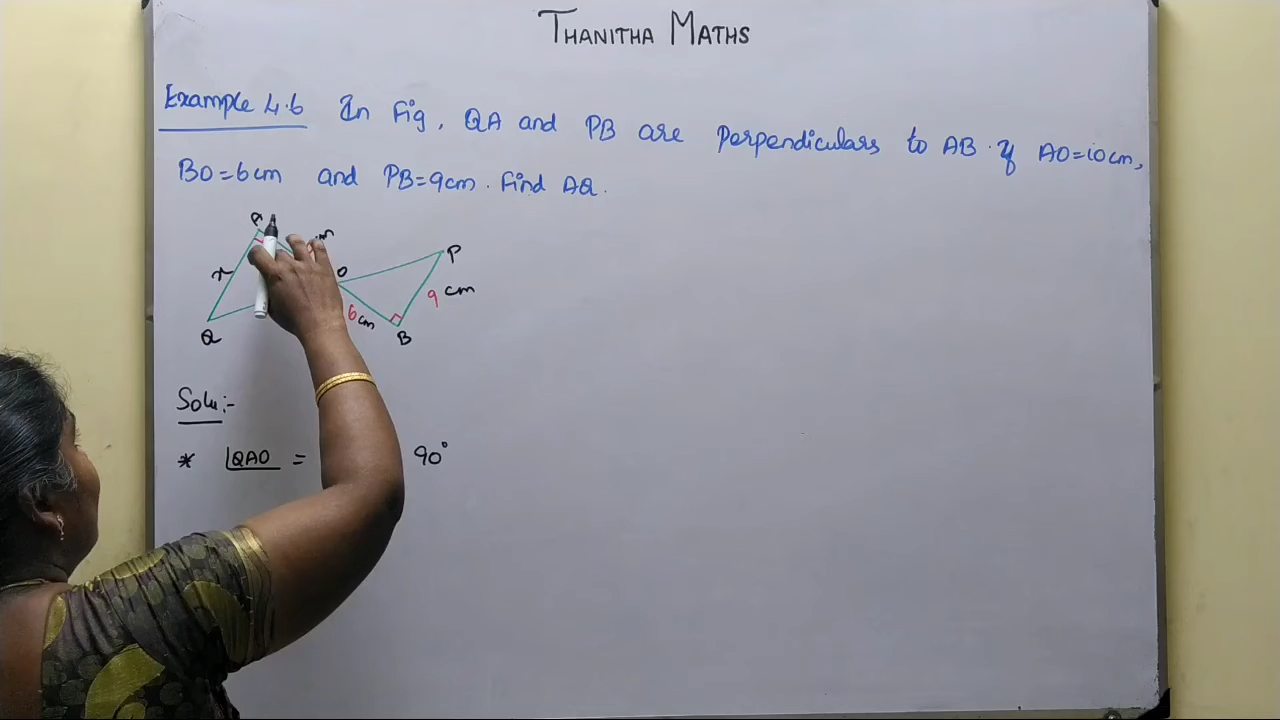 THANITHA MATHS
Example 4.6 In Fig, QA and PB are perpendiculars to AB. If AO=10cm,
BO=6cm and PB=9cm. Find AQ.
A
O
P
x
9 cm
6cm
Q
B
Solu:-
* ∠QAO = 90°